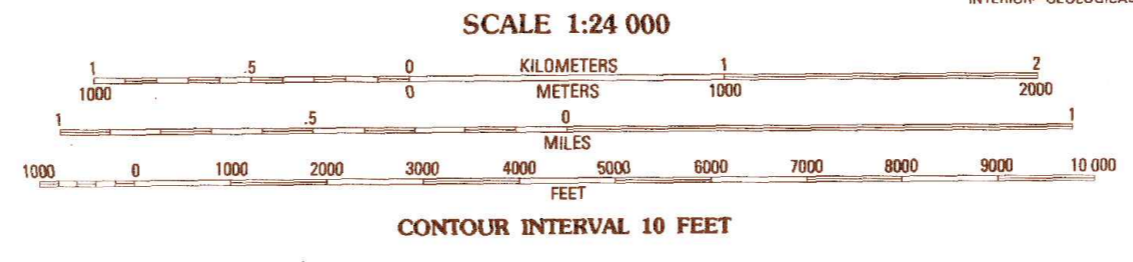 INTERIOR- GEOLOGICAL
SCALE 1:24 000
1 .5 0 KILOMETERS 1 2
1000 0 METERS 1000 2000
1 .5 0 1
MILES
1000 0 1000 2000 3000 4000 5000 6000 7000 8000 9000 10 000
FEET
CONTOUR INTERVAL 10 FEET